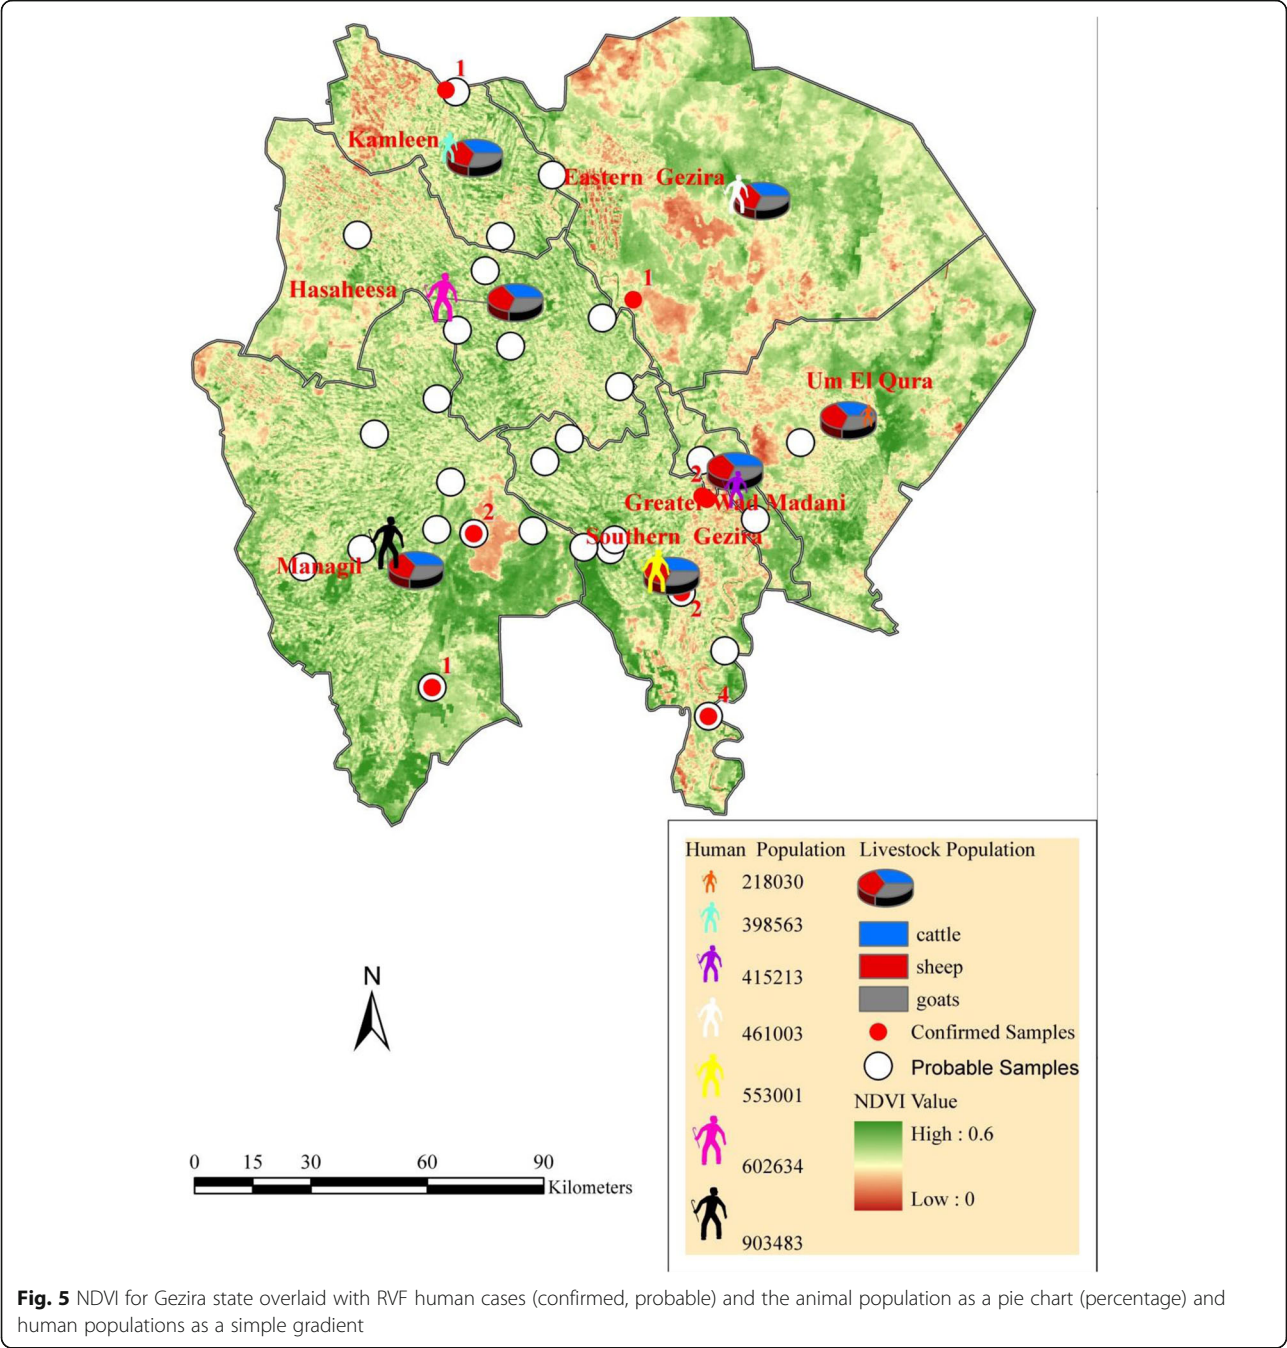 1
Kamleen
Eastern Gezira
1
Hasaheesa
Um El Qura
2
Greater Wad Madani
2
Southern Gezira
Managil
2
1
4
Human Population Livestock Population
218030
398563
cattle
415213
sheep
goats
461003
Confirmed Samples
Probable Samples
553001
NDVI Value
High : 0.6
602634
Low : 0
903483
N
0 15 30 60 90
Kilometers
Fig. 5 NDVI for Gezira state overlaid with RVF human cases (confirmed, probable) and the animal population as a pie chart (percentage) and
human populations as a simple gradient